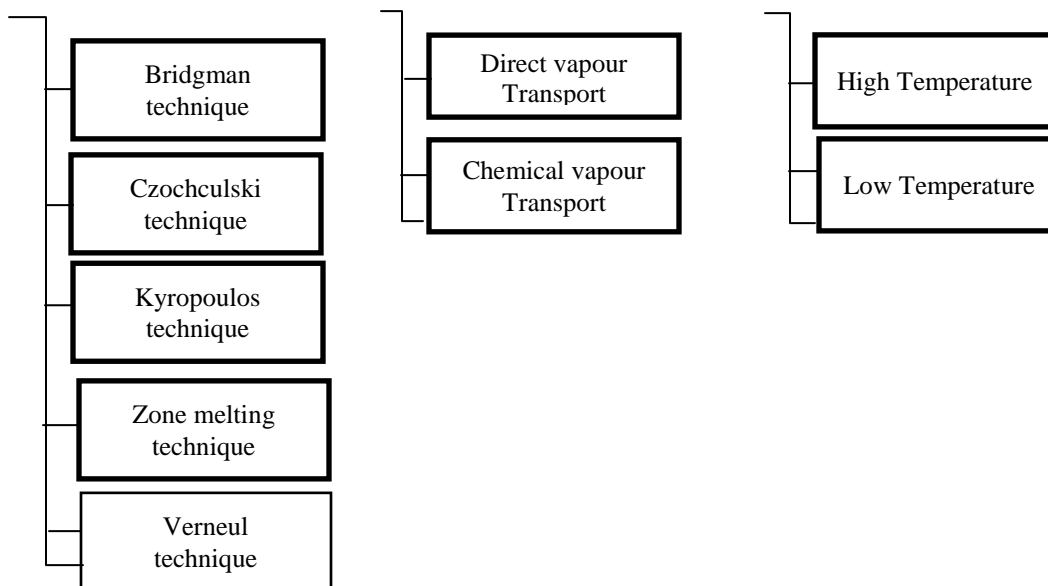 Bridgman
technique
Czochculski
technique
Kyropoulos
technique
Zone melting
technique
Verneul
technique
Direct vapour
Transport
Chemical vapour
Transport
High Temperature
Low Temperature